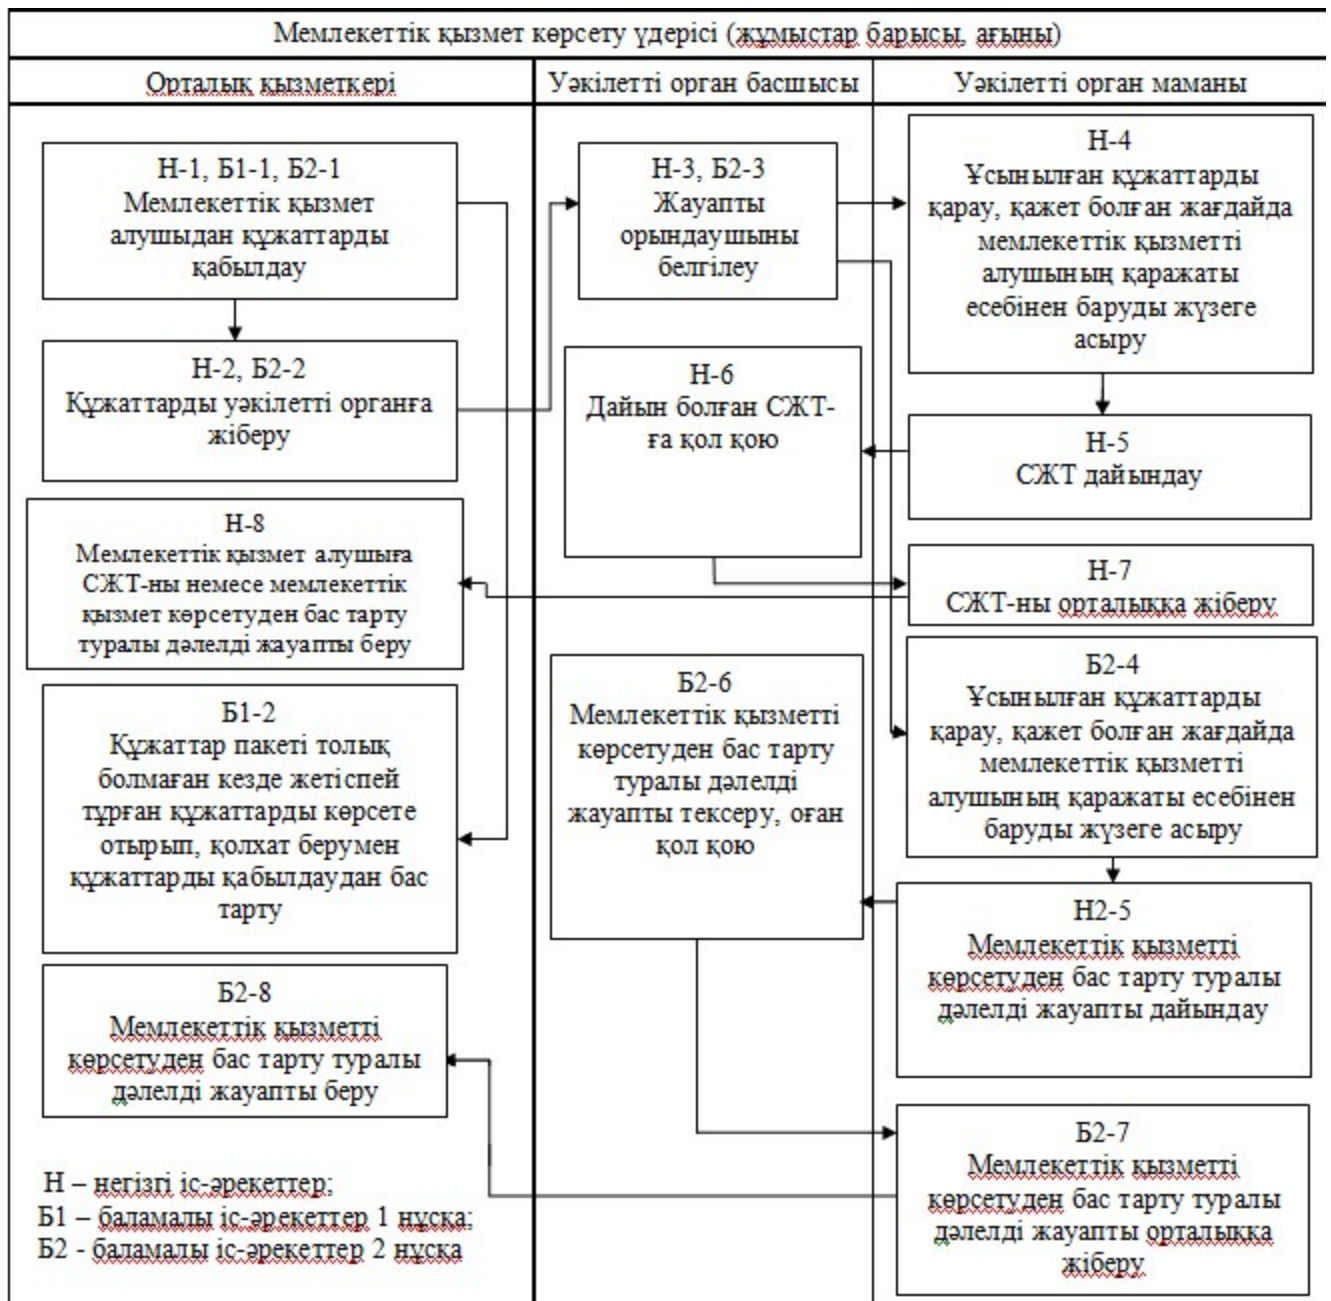 Мемлекеттік қызмет көрсету үдерісі (жұмыстар барысы, ағыны)
Орталық қызметкері
Уәкілетті орган басшысы
Уәкілетті орган маманы
Н-1, Б1-1, Б2-1
Мемлекеттік қызмет
алушыдан құжаттарды
қабылдау
Н-2, Б2-2
Құжаттарды уәкілетті органға
жіберу
Н-8
Мемлекеттік қызмет алушыға
СЖТ-ны немесе мемлекеттік
қызмет көрсетуден бас тарту
туралы дәлелді жауапты беру
Б1-2
Құжаттар пакеті толық
болмаған кезде жетіспей
тұрған құжаттарды көрсете
отырып, қолхат берумен
құжаттарды қабылдаудан бас
тарту
Б2-8
Мемлекеттік қызметті
көрсетуден бас тарту туралы
дәлелді жауапты беру
Н – негізгі іс-әрекеттер;
Б1 – баламалы іс-әрекеттер 1 нұсқа;
Б2 - баламалы іс-әрекеттер 2 нұсқа
Н-3, Б2-3
Жауапты
орындаушыны
белгілеу
Н-6
Дайын болған СЖТ-
ға қол қою
Б2-6
Мемлекеттік қызметті
көрсетуден бас тарту
туралы дәлелді
жауапты тексеру, оған
қол қою
Н-4
Ұсынылған құжаттарды
қарау, қажет болған жағдайда
мемлекеттік қызметті
алушының қаражаты
есебінен баруды жүзеге
асыру
Н-5
СЖТ дайындау
Н-7
СЖТ-ны орталыққа жіберу
Б2-4
Ұсынылған құжаттарды
қарау, қажет болған жағдайда
мемлекеттік қызметті
алушының қаражаты есебінен
баруды жүзеге асыру
Н2-5
Мемлекеттік қызметті
көрсетуден бас тарту туралы
дәлелді жауапты дайындау
Б2-7
Мемлекеттік қызметті
көрсетуден бас тарту туралы
дәлелді жауапты орталыққа
жіберу